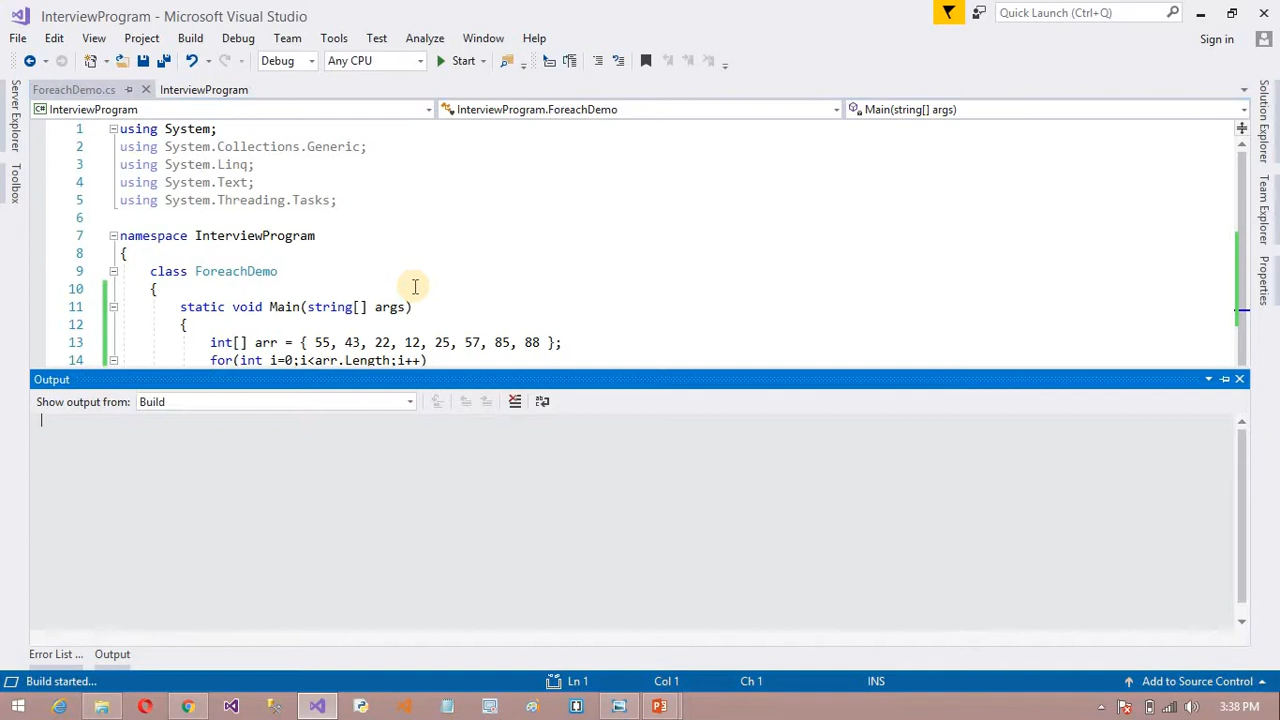 InterviewProgram - Microsoft Visual Studio
Quick Launch (Ctrl+Q)
File Edit View Project Build Debug Team Tools Test Analyze Window Help
Sign in
Debug Any CPU Start
ForeachDemo.cs InterviewProgram
InterviewProgram InterviewProgram.ForeachDemo Main(string[] args)
1 using System;
2 using System.Collections.Generic;
3 using System.Linq;
4 using System.Text;
5 using System.Threading.Tasks;
6
7 namespace InterviewProgram
8 {
9 class ForeachDemo
10 {
11 static void Main(string[] args)
12 {
13 int[] arr = { 55, 43, 22, 12, 25, 57, 85, 88 };
14 for(int i=0;i<arr.Length;i++)
Server Explorer
Toolbox
Solution Explorer
Team Explorer
Properties
Output
Show output from: Build
Error List ... Output
Build started... Ln 1 Col 1 Ch 1 INS Add to Source Control
3:38 PM